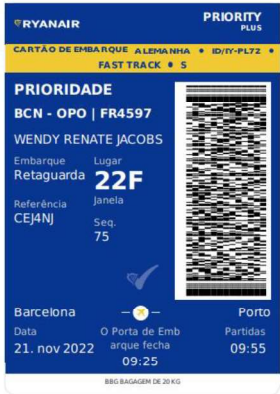 RYANAIR
PRIORITY
PLUS
CARTÃO DE EMBARQUE ALEMANHA • ID/IY-PL7Z •
FAST TRACK • S
PRIORIDADE
BCN - OPO | FR4597
WENDY RENATE JACOBS
Embarque Lugar
Retaguarda 22F
Janela
Referência
CEJ4NJ Seq.
75
Barcelona Porto
Data O Porta de Emb Partidas
21. nov 2022 arque fecha 09:55
09:25
BBG BAGAGEM DE 20 KG